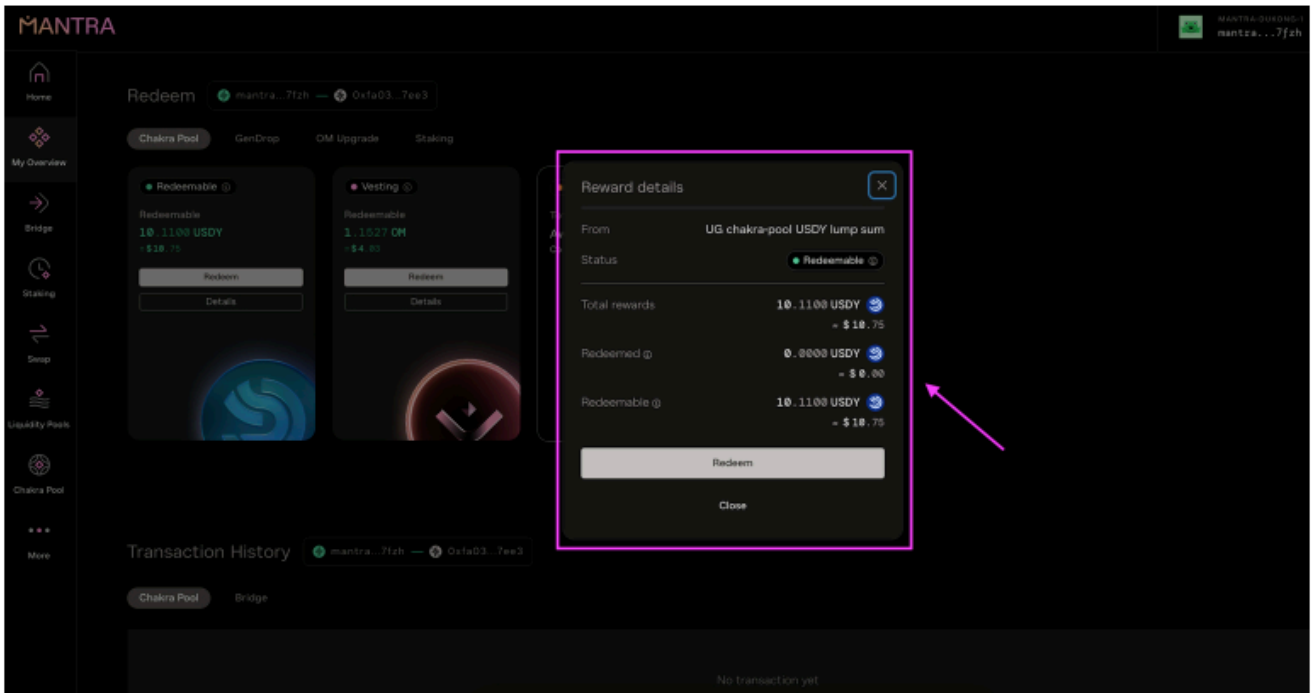 MANTRA
MANTRA-DUKONG-1
mantra...7fzh
Home
My Overview
Bridge
Staking
Swap
Liquidity Pools
Chakra Pool
More
Redeem mantra...7fzh — 0xfa03...7ee3
Chakra Pool GenDrop OM Upgrade Staking
Redeemable
Redeemable
10.1100 USDY
≈$10.75
Redeem
Details
Vesting
Redeemable
1.1527 OM
Redeem
Details
Reward details
From UG chakra-pool USDY lump sum
Status Redeemable
Total rewards 10.1100 USDY
≈ $10.75
Redeemed 0.0000 USDY
≈ $0.00
Redeemable 10.1100 USDY
≈ $10.75
Redeem
Close
Transaction History mantra...7fzh — 0xfa03...7ee3
Chakra Pool Bridge
No transaction yet